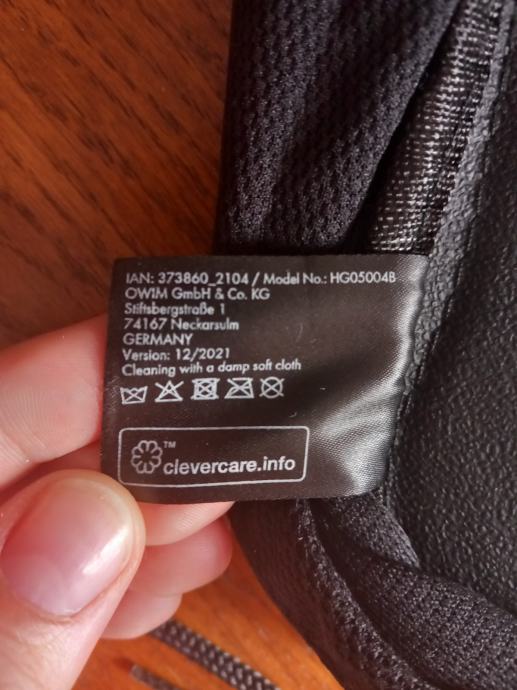 IAN: 373860_2104 / Model No.: HG05004B
OWIM GmbH & Co. KG
Stiftsbergstraße 1
74167 Neckarsulm
GERMANY
Version: 12/2021
Cleaning with a damp soft cloth
™
clevercare.info